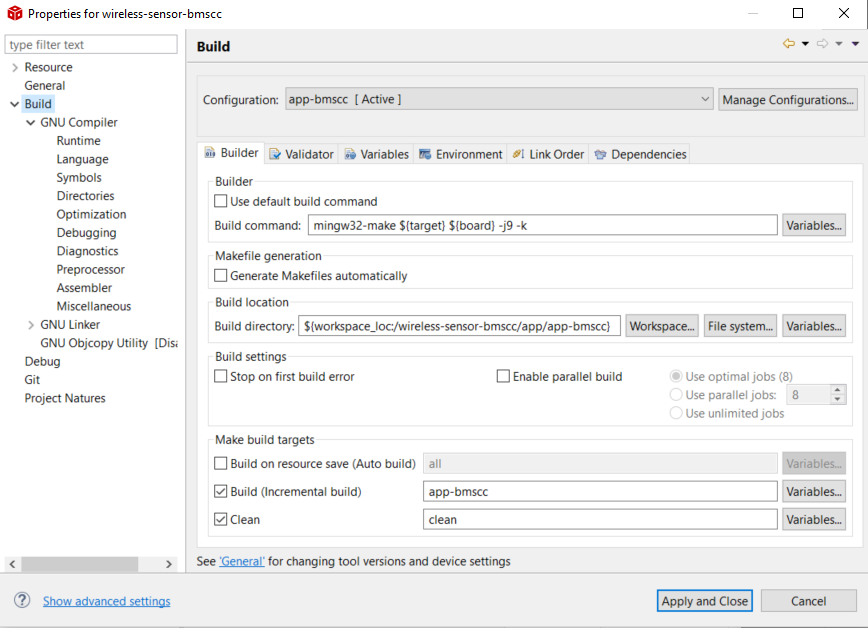 Properties for wireless-sensor-bmscc
type filter text
Resource
General
Build
GNU Compiler
Runtime
Language
Symbols
Directories
Optimization
Debugging
Diagnostics
Preprocessor
Assembler
Miscellaneous
GNU Linker
GNU Objcopy Utility [Disa
Debug
Git
Project Natures
Build
Configuration: app-bmscc [ Active ] Manage Configurations...
Builder Validator Variables Environment Link Order Dependencies
Builder
Use default build command
Build command: mingw32-make ${target} ${board} -j9 -k Variables...
Makefile generation
Generate Makefiles automatically
Build location
Build directory: ${workspace_loc:/wireless-sensor-bmscc/app/app-bmscc} Workspace... File system... Variables...
Build settings
Stop on first build error Enable parallel build Use optimal jobs (8)
Use parallel jobs: 8
Use unlimited jobs
Make build targets
Build on resource save (Auto build) all Variables...
Build (Incremental build) app-bmscc Variables...
Clean clean Variables...
See 'General' for changing tool versions and device settings
? Show advanced settings Apply and Close Cancel